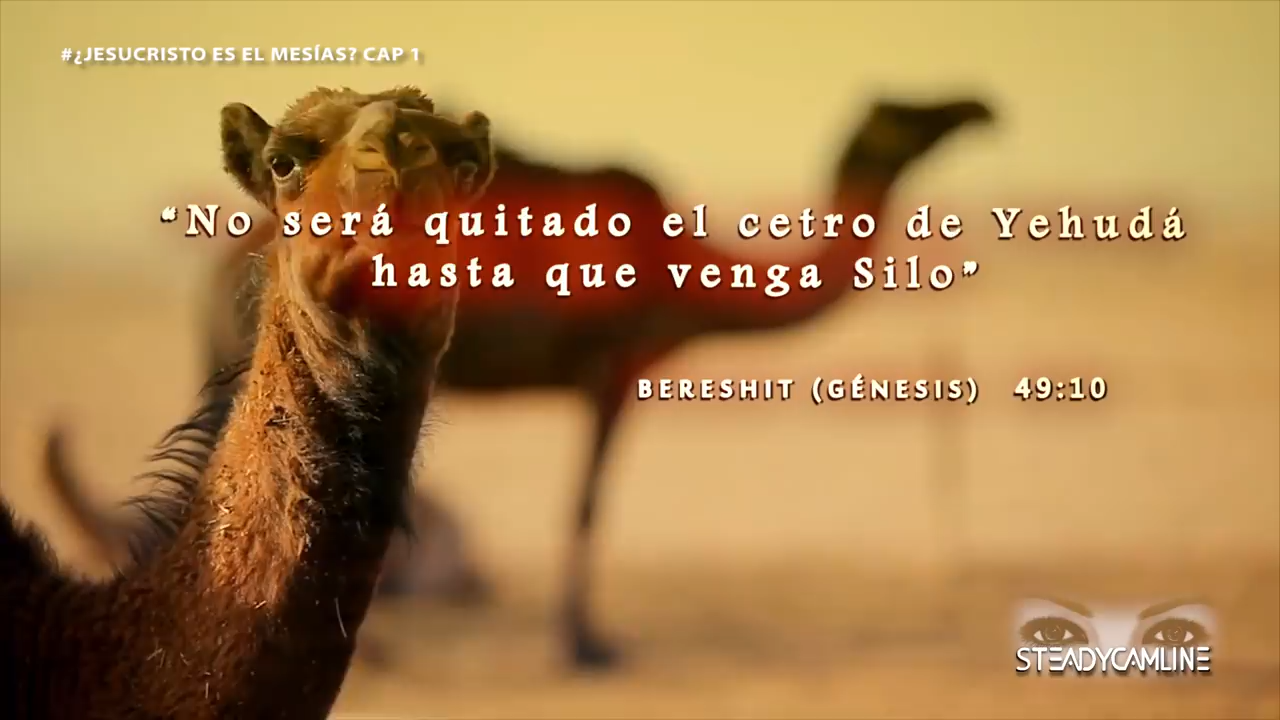 #¿JESUCRISTO ES EL MESÍAS? CAP 1
“No será quitado el cetro de Yehudá
hasta que venga Silo”
BERESHIT (GÉNESIS) 49:10
STEADYCAMLINE